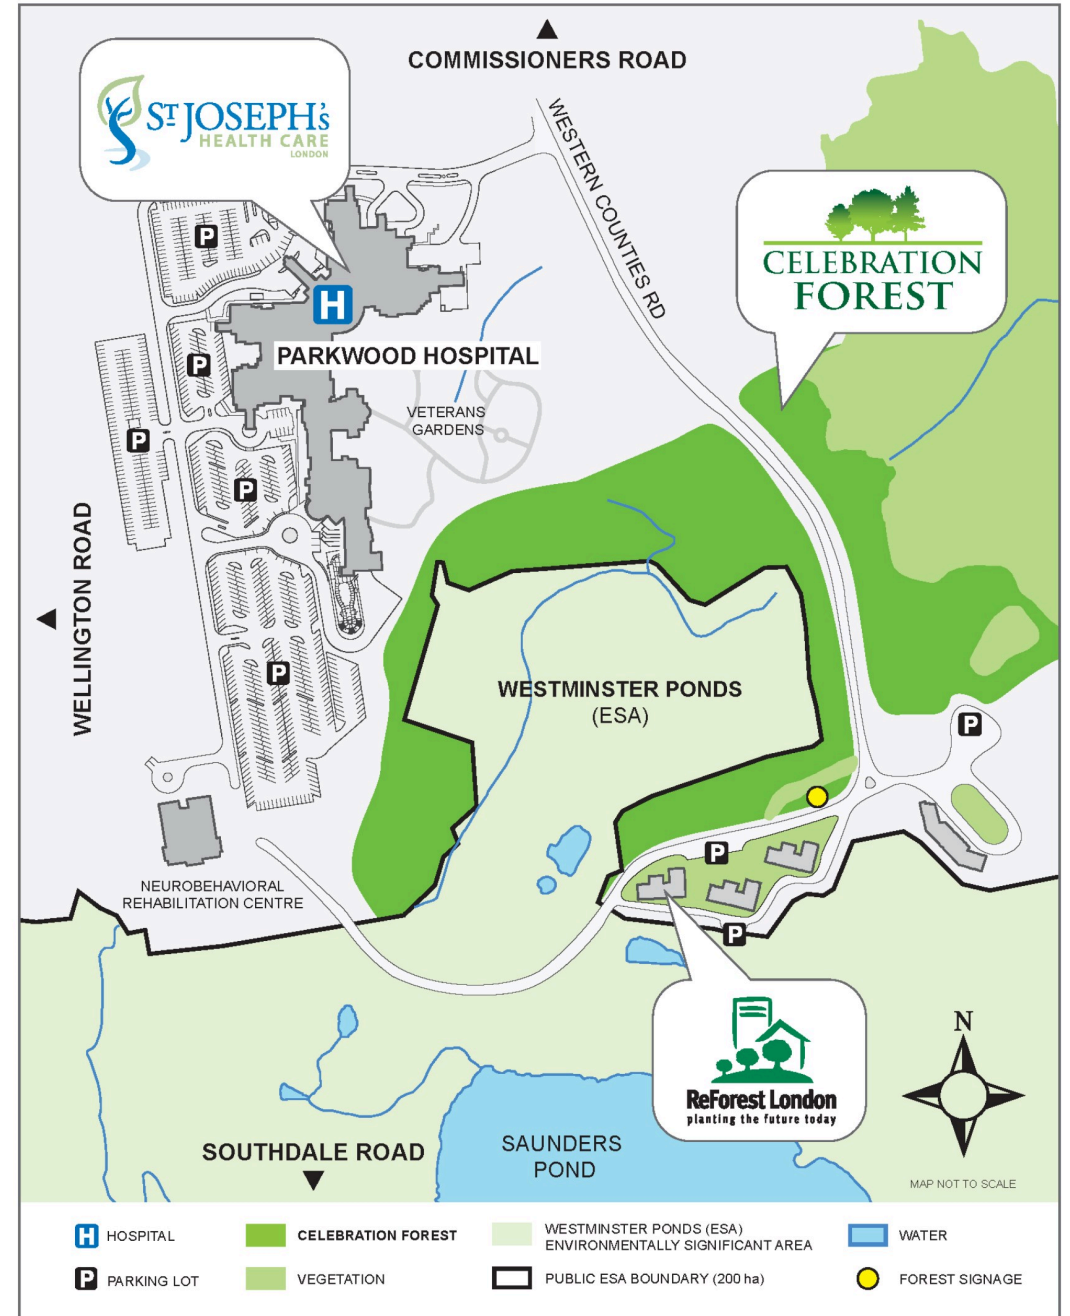 COMMISSIONERS ROAD
ST JOSEPH's
HEALTH CARE
LONDON
WESTERN COUNTIES RD
CELEBRATION
FOREST
P
H
P
PARKWOOD HOSPITAL
VETERANS
GARDENS
P
P
WELLINGTON ROAD
P
WESTMINSTER PONDS
(ESA)
P
P
NEUROBEHAVIORAL
REHABILITATION CENTRE
P
ReForest London
planting the future today
N
SOUTHDALE ROAD
SAUNDERS
POND
MAP NOT TO SCALE
H HOSPITAL
CELEBRATION FOREST
WESTMINSTER PONDS (ESA)
ENVIRONMENTALLY SIGNIFICANT AREA
WATER
P PARKING LOT
VEGETATION
PUBLIC ESA BOUNDARY (200 ha)
FOREST SIGNAGE